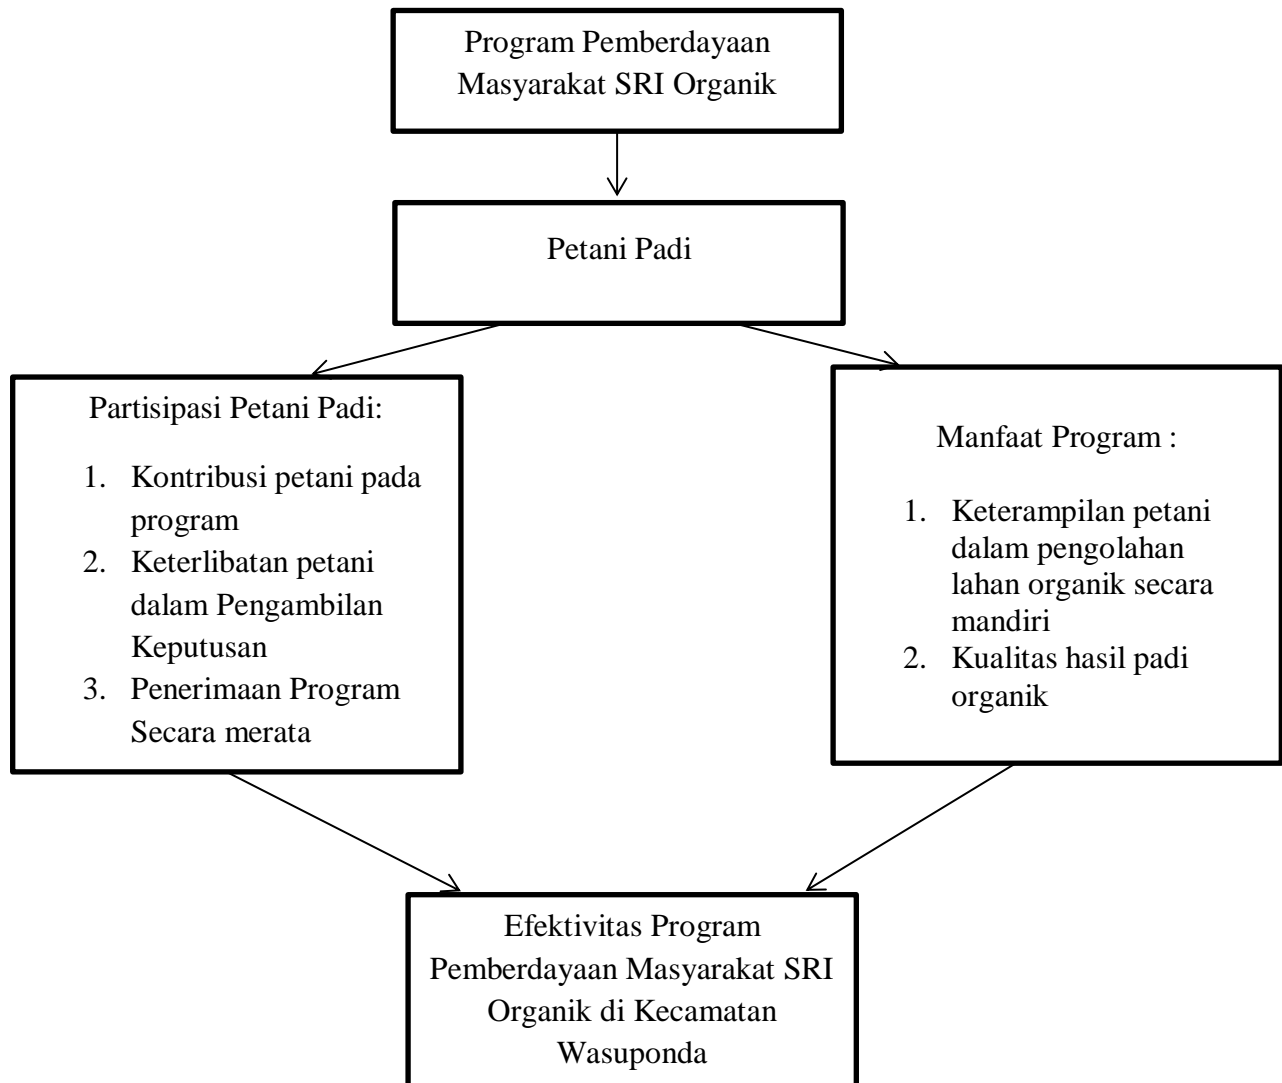 Program Pemberdayaan
Masyarakat SRI Organik
Petani Padi
Partisipasi Petani Padi:
1. Kontribusi petani pada
program
2. Keterlibatan petani
dalam Pengambilan
Keputusan
3. Penerimaan Program
Secara merata
Manfaat Program :
1. Keterampilan petani
dalam pengolahan
lahan organik secara
mandiri
2. Kualitas hasil padi
organik
Efektivitas Program
Pemberdayaan Masyarakat SRI
Organik di Kecamatan
Wasuponda